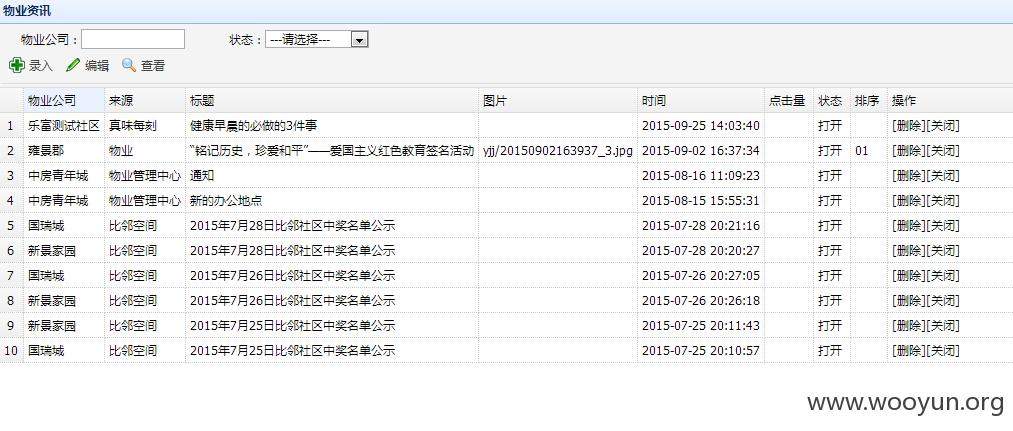 物业资讯
物业公司： 状态： ---请选择---
录入 编辑 查看
物业公司 来源 标题 图片 时间 点击量 状态 排序 操作
1 乐富测试社区 真味每刻 健康早晨的必做的3件事 2015-09-25 14:03:40 打开 [删除][关闭]
2 雍景郡 物业 “铭记历史，珍爱和平”——爱国主义红色教育签名活动 yjj/20150902163937_3.jpg 2015-09-02 16:37:34 打开 01 [删除][关闭]
3 中房青年城 物业管理中心 通知 2015-08-16 11:09:23 打开 [删除][关闭]
4 中房青年城 物业管理中心 新的办公地点 2015-08-15 15:55:31 打开 [删除][关闭]
5 国瑞城 比邻空间 2015年7月28日比邻社区中奖名单公示 2015-07-28 20:21:16 打开 [删除][关闭]
6 新景家园 比邻空间 2015年7月28日比邻社区中奖名单公示 2015-07-28 20:20:27 打开 [删除][关闭]
7 国瑞城 比邻空间 2015年7月26日比邻社区中奖名单公示 2015-07-26 20:27:05 打开 [删除][关闭]
8 新景家园 比邻空间 2015年7月26日比邻社区中奖名单公示 2015-07-26 20:26:18 打开 [删除][关闭]
9 新景家园 比邻空间 2015年7月25日比邻社区中奖名单公示 2015-07-25 20:11:43 打开 [删除][关闭]
10 国瑞城 比邻空间 2015年7月25日比邻社区中奖名单公示 2015-07-25 20:10:57 打开 [删除][关闭]
www.wooyun.org